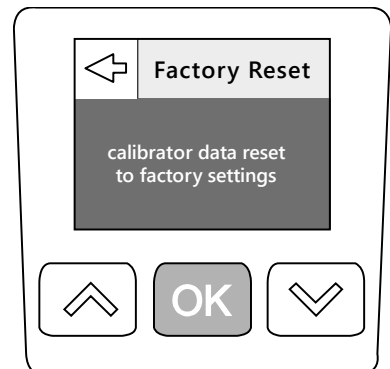 Factory Reset
calibrator data reset
to factory settings
OK